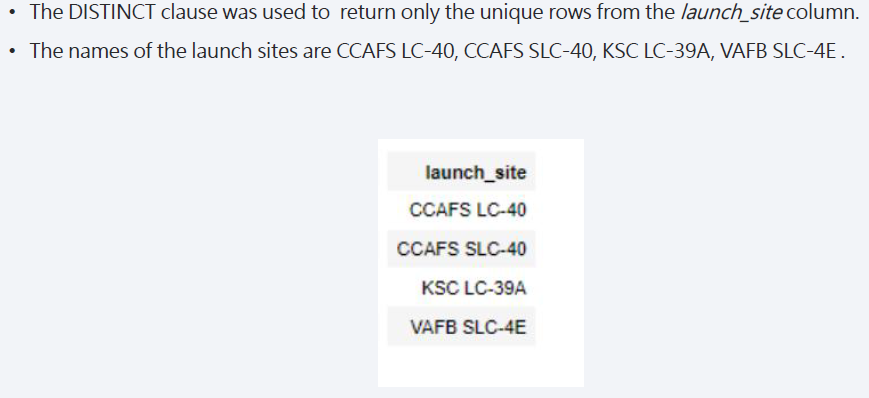 • The DISTINCT clause was used to return only the unique rows from the launch_site column.
• The names of the launch sites are CCAFS LC-40, CCAFS SLC-40, KSC LC-39A, VAFB SLC-4E .
launch_site
CCAFS LC-40
CCAFS SLC-40
KSC LC-39A
VAFB SLC-4E